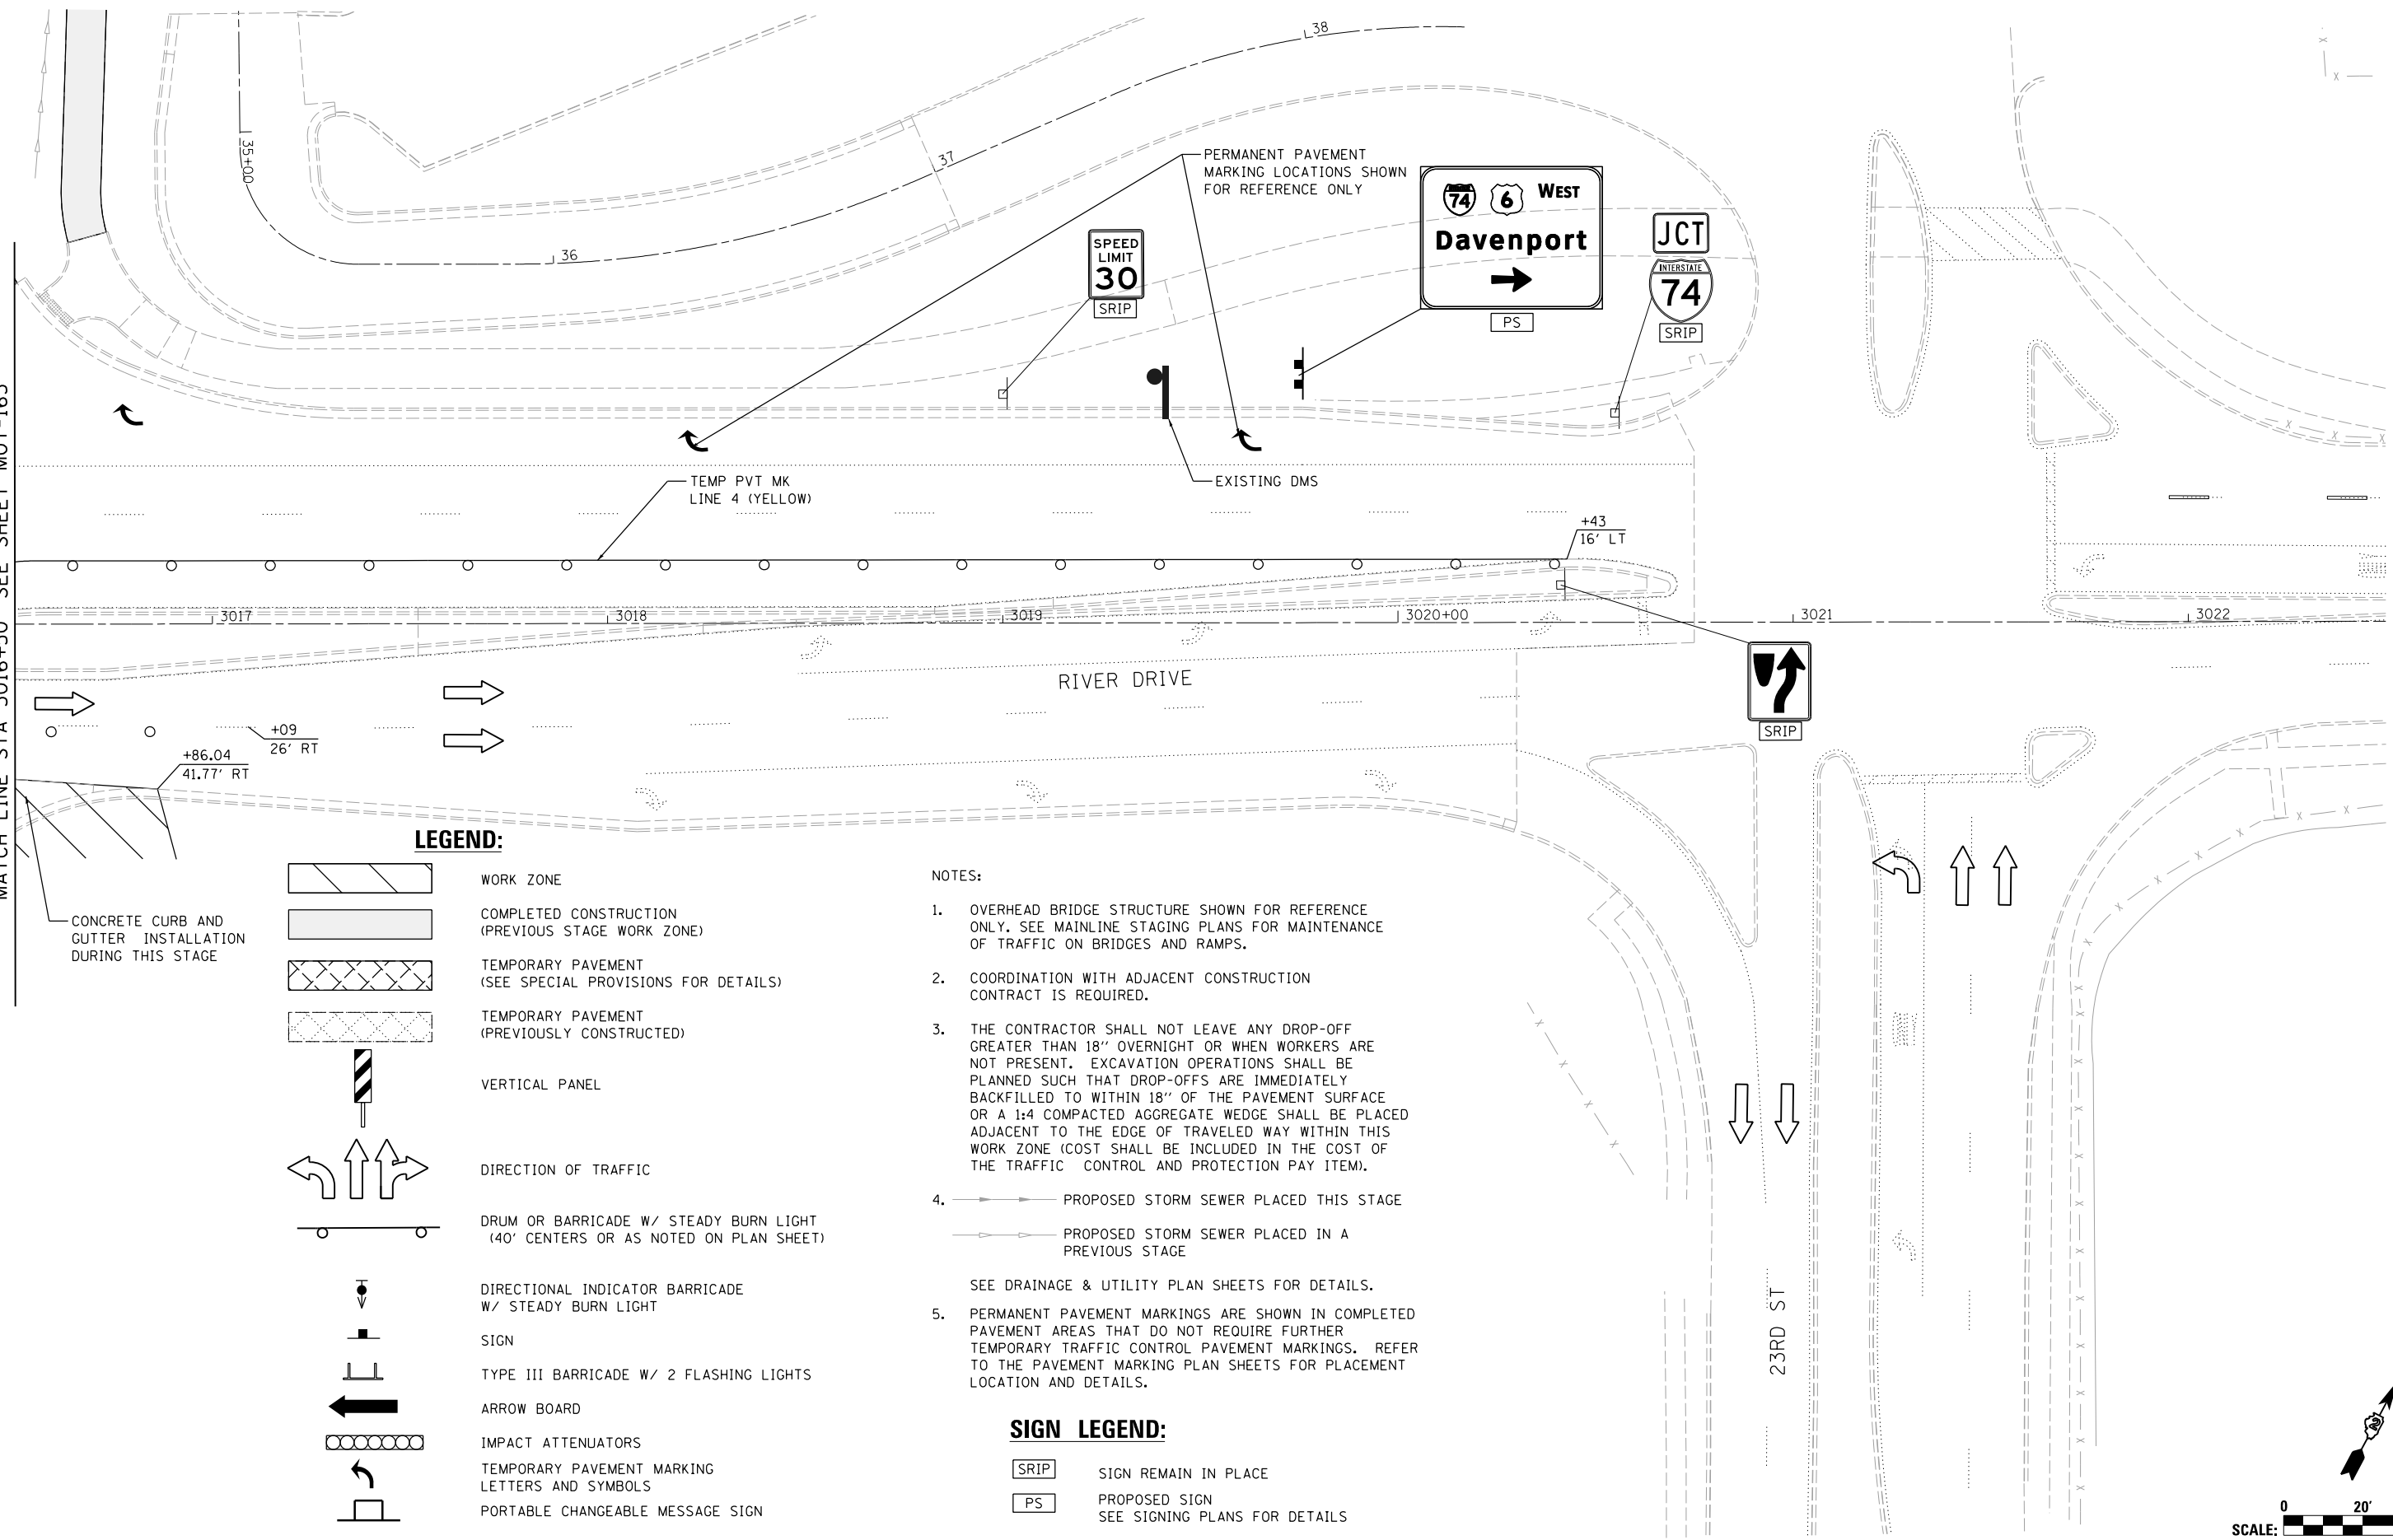 38
35+00
37
36
PERMANENT PAVEMENT
MARKING LOCATIONS SHOWN
FOR REFERENCE ONLY
SPEED
LIMIT
30
SRIP
74 6 WEST
Davenport
PS
JCT
INTERSTATE
74
SRIP
TEMP PVT MK
LINE 4 (YELLOW)
EXISTING DMS
+43
16' LT
3017
3018
3019
3020+00
3021
3022
RIVER DRIVE
SRIP
+09
26' RT
+86.04
41.77' RT
MATCH LINE STA 3016+50 SEE SHEET MOT-165
CONCRETE CURB AND
GUTTER INSTALLATION
DURING THIS STAGE
LEGEND:
WORK ZONE
COMPLETED CONSTRUCTION
(PREVIOUS STAGE WORK ZONE)
TEMPORARY PAVEMENT
(SEE SPECIAL PROVISIONS FOR DETAILS)
TEMPORARY PAVEMENT
(PREVIOUSLY CONSTRUCTED)
VERTICAL PANEL
DIRECTION OF TRAFFIC
DRUM OR BARRICADE W/ STEADY BURN LIGHT
(40' CENTERS OR AS NOTED ON PLAN SHEET)
DIRECTIONAL INDICATOR BARRICADE
W/ STEADY BURN LIGHT
SIGN
TYPE III BARRICADE W/ 2 FLASHING LIGHTS
ARROW BOARD
IMPACT ATTENUATORS
TEMPORARY PAVEMENT MARKING
LETTERS AND SYMBOLS
PORTABLE CHANGEABLE MESSAGE SIGN
NOTES:
1. OVERHEAD BRIDGE STRUCTURE SHOWN FOR REFERENCE
ONLY. SEE MAINLINE STAGING PLANS FOR MAINTENANCE
OF TRAFFIC ON BRIDGES AND RAMPS.
2. COORDINATION WITH ADJACENT CONSTRUCTION
CONTRACT IS REQUIRED.
3. THE CONTRACTOR SHALL NOT LEAVE ANY DROP-OFF
GREATER THAN 18'' OVERNIGHT OR WHEN WORKERS ARE
NOT PRESENT. EXCAVATION OPERATIONS SHALL BE
PLANNED SUCH THAT DROP-OFFS ARE IMMEDIATELY
BACKFILLED TO WITHIN 18'' OF THE PAVEMENT SURFACE
OR A 1:4 COMPACTED AGGREGATE WEDGE SHALL BE PLACED
ADJACENT TO THE EDGE OF TRAVELED WAY WITHIN THIS
WORK ZONE (COST SHALL BE INCLUDED IN THE COST OF
THE TRAFFIC CONTROL AND PROTECTION PAY ITEM).
4. PROPOSED STORM SEWER PLACED THIS STAGE
PROPOSED STORM SEWER PLACED IN A
PREVIOUS STAGE
SEE DRAINAGE & UTILITY PLAN SHEETS FOR DETAILS.
5. PERMANENT PAVEMENT MARKINGS ARE SHOWN IN COMPLETED
PAVEMENT AREAS THAT DO NOT REQUIRE FURTHER
TEMPORARY TRAFFIC CONTROL PAVEMENT MARKINGS. REFER
TO THE PAVEMENT MARKING PLAN SHEETS FOR PLACEMENT
LOCATION AND DETAILS.
SIGN LEGEND:
SRIP SIGN REMAIN IN PLACE
PS PROPOSED SIGN
SEE SIGNING PLANS FOR DETAILS
23RD ST
0 20'
SCALE: